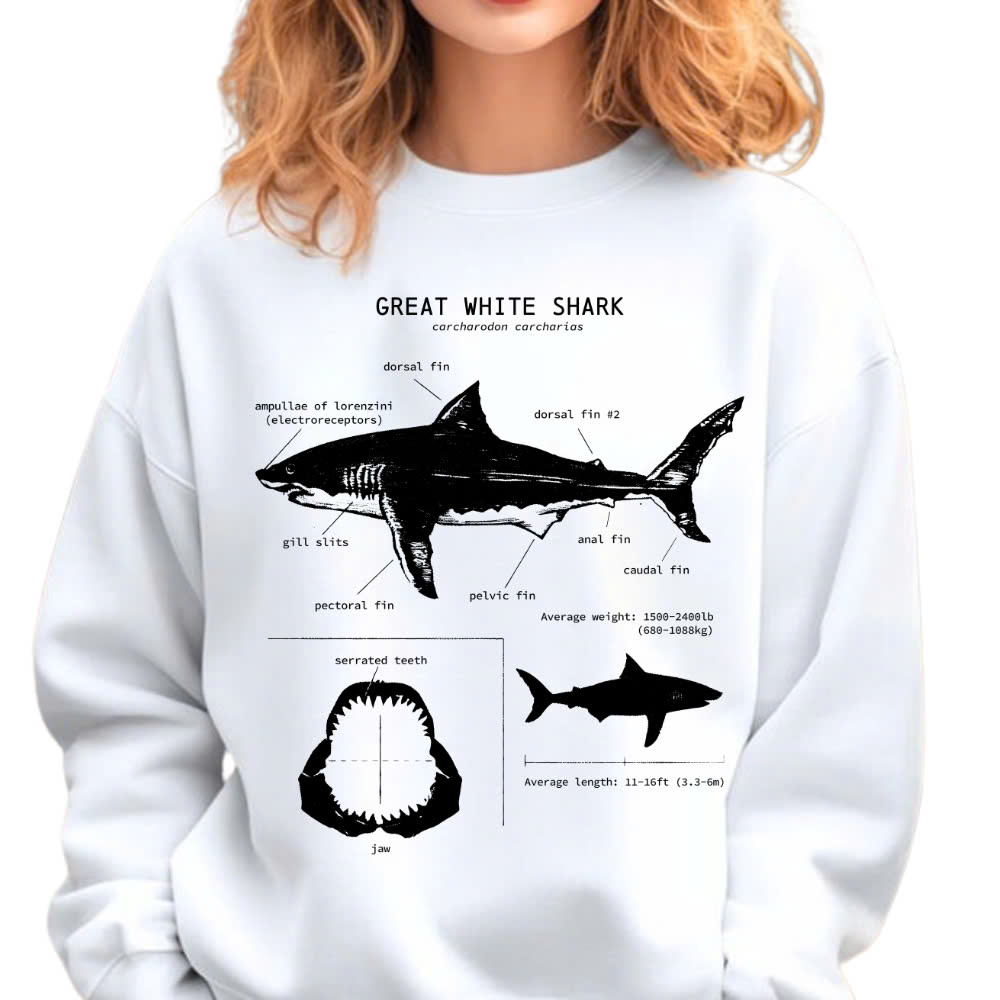 GREAT WHITE SHARK
carcharodon carcharias
dorsal fin
ampullae of lorenzini
(electroreceptors)
dorsal fin #2
gill slits
anal fin
caudal fin
pectoral fin
pelvic fin
Average weight: 1500-2400lb
(680-1088kg)
serrated teeth
Average length: 11-16ft (3.3-6m)
jaw